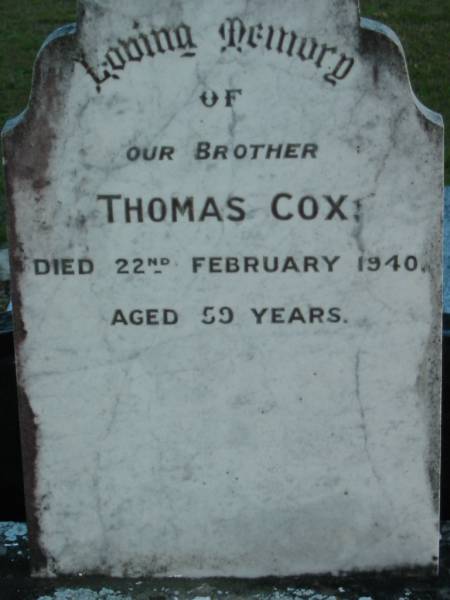 Loving Memory
OF
OUR BROTHER
THOMAS COX.
DIED 22ND FEBRUARY 1940.
AGED 59 YEARS.